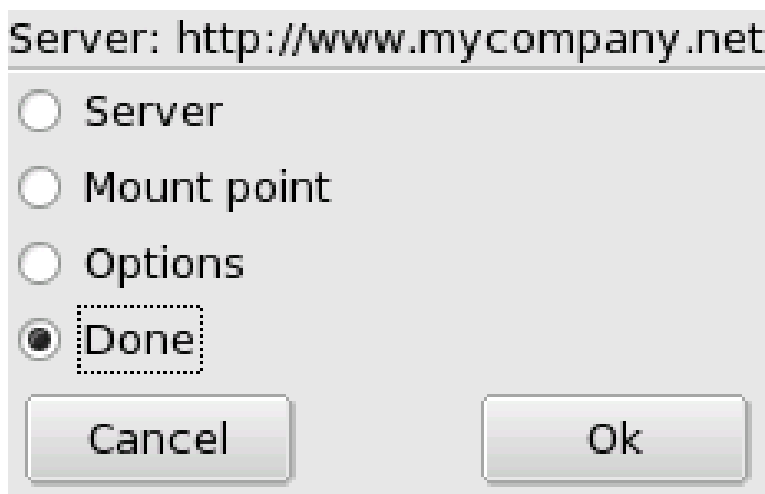 Server: http://www.mycompany.net
Server
Mount point
Options
Done
Cancel Ok